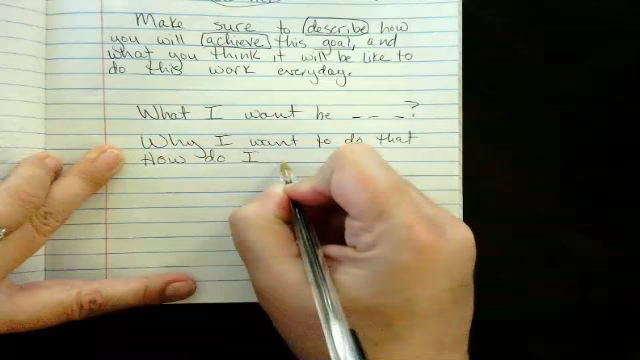 Make sure to describe how
you will achieve this goal, and
what you think it will be like to
do this work everyday.
What I want be - - - ?
Why I want to do that
How do I